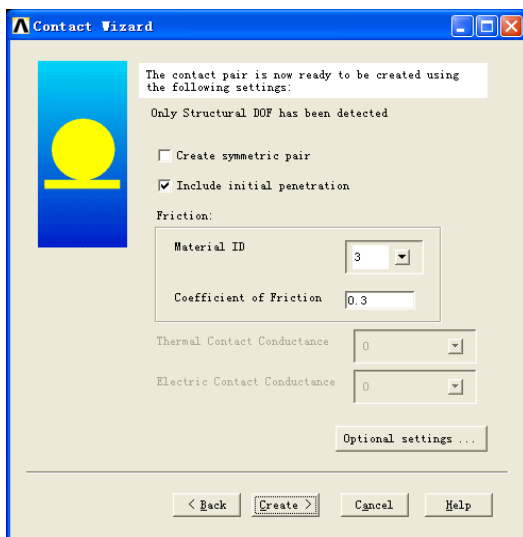 Contact Wizard
The contact pair is now ready to be created using
the following settings:
Only Structural DOF has been detected
Create symmetric pair
Include initial penetration
Friction:
Material ID
3
Coefficient of Friction
0.3
Thermal Contact Conductance
0
Electric Contact Conductance
0
Optional settings ...
< Back
Create >
Cancel
Help